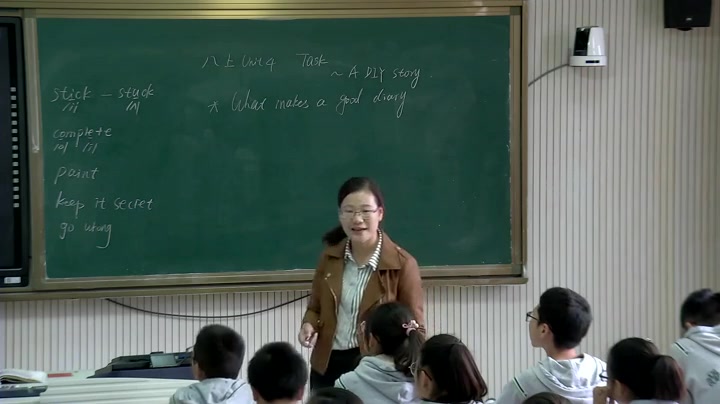 八上 Unit 4 Task
~ A DIY story.
* What makes a good diary
stick - stuck
/ɪ/ /ʌ/
complete
/ə/ /i:/
paint
keep it secret
go wrong